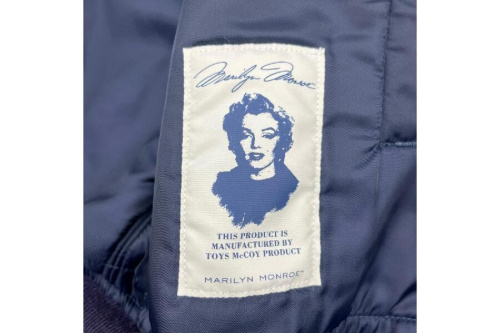 Marilyn Monroe
THIS PRODUCT IS
MANUFACTURED BY
TOYS McCOY PRODUCT
MARILYN MONROE™